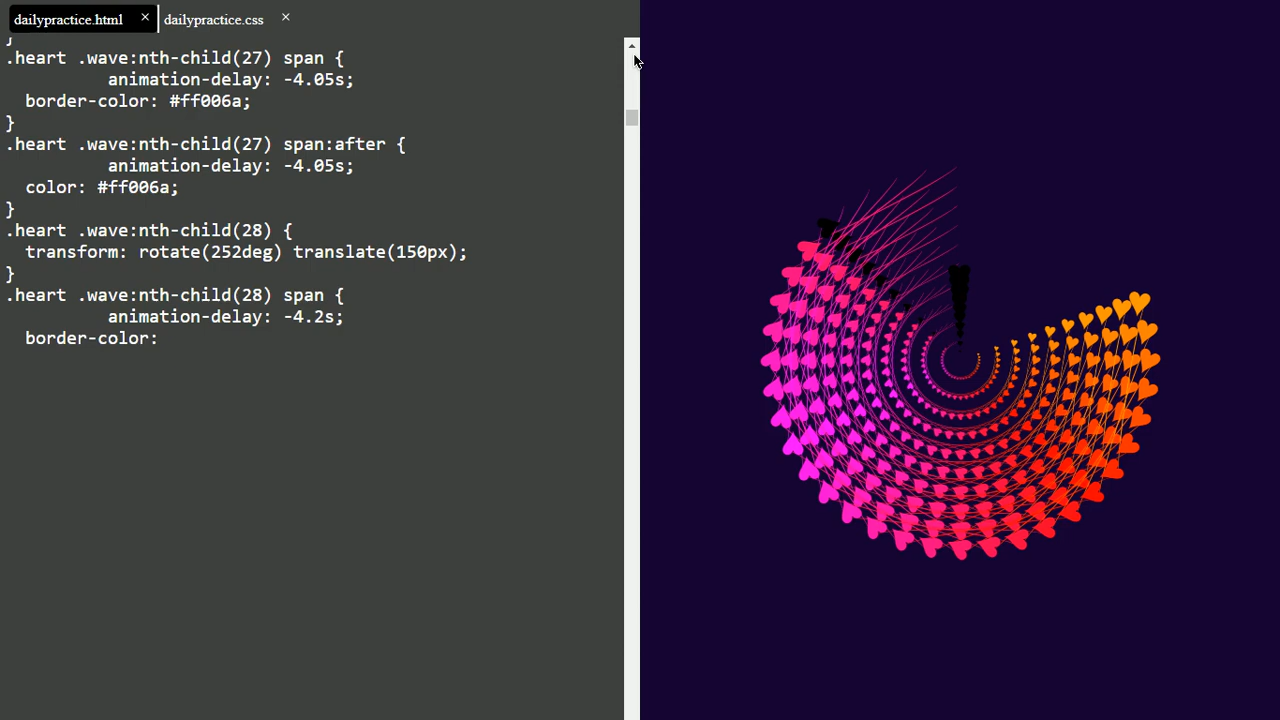 dailypractice.html × dailypractice.css ×
}
.heart .wave:nth-child(27) span {
animation-delay: -4.05s;
border-color: #ff006a;
}
.heart .wave:nth-child(27) span:after {
animation-delay: -4.05s;
color: #ff006a;
}
.heart .wave:nth-child(28) {
transform: rotate(252deg) translate(150px);
}
.heart .wave:nth-child(28) span {
animation-delay: -4.2s;
border-color: